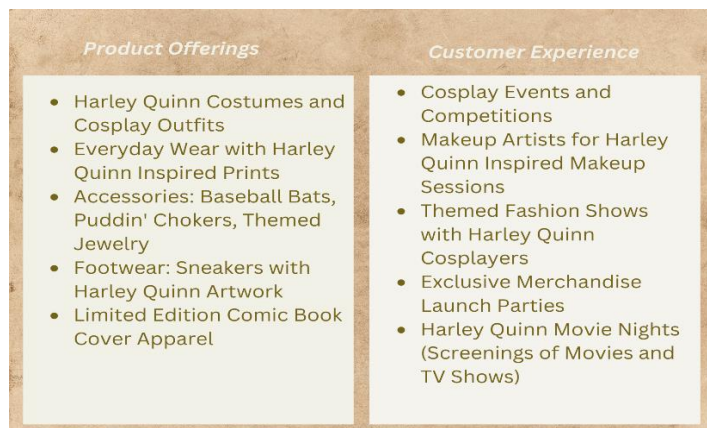 Product Offerings
• Harley Quinn Costumes and
Cosplay Outfits
• Everyday Wear with Harley
Quinn Inspired Prints
• Accessories: Baseball Bats,
Puddin' Chokers, Themed
Jewelry
• Footwear: Sneakers with
Harley Quinn Artwork
• Limited Edition Comic Book
Cover Apparel
Customer Experience
• Cosplay Events and
Competitions
• Makeup Artists for Harley
Quinn Inspired Makeup
Sessions
• Themed Fashion Shows
with Harley Quinn
Cosplayers
• Exclusive Merchandise
Launch Parties
• Harley Quinn Movie Nights
(Screenings of Movies and
TV Shows)